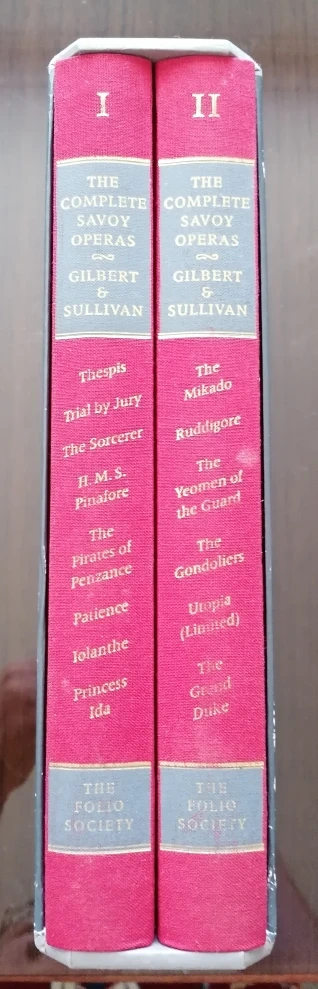 I
THE
COMPLETE
SAVOY
OPERAS
GILBERT
&
SULLIVAN
Thespis
Trial by Jury
The Sorcerer
H. M. S.
Pinafore
The
Pirates of
Penzance
Patience
Iolanthe
Princess
Ida
THE
FOLIO
SOCIETY
II
THE
COMPLETE
SAVOY
OPERAS
GILBERT
&
SULLIVAN
The
Mikado
Ruddigore
The
Yeomen of
the Guard
The
Gondoliers
Utopia
(Limited)
The
Grand
Duke
THE
FOLIO
SOCIETY